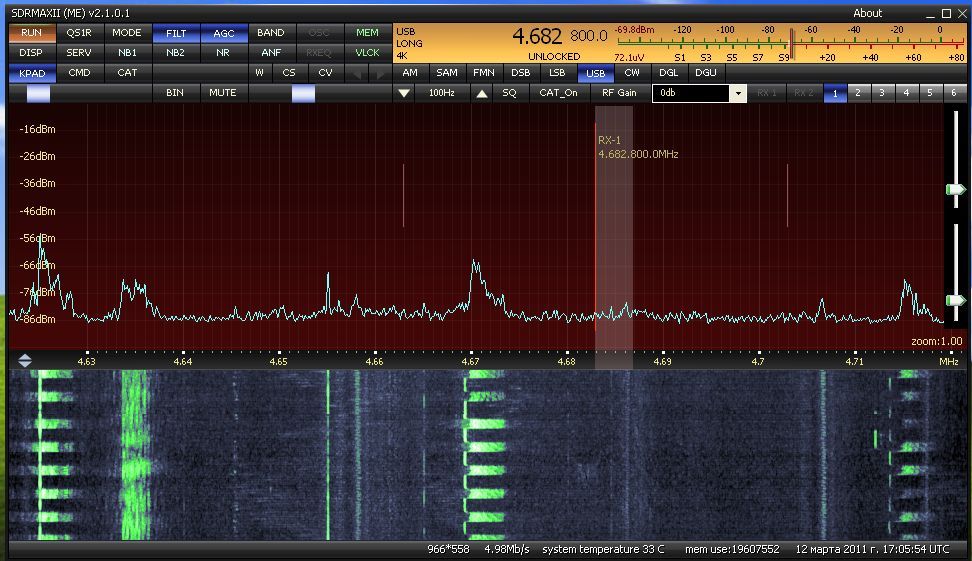 SDRMAXII (ME) v2.1.0.1 About
RUN QS1R MODE FILT AGC BAND OSC MEM
DISP SERV NB1 NB2 NR ANF RXEQ VLCK
KPAD CMD CAT W CS CV
BIN MUTE
USB
LONG
4K
4.682 800.0
UNLOCKED
-69.8dBm -120 -100 -80 -60 -40 -20 0
72.1uV S1 S3 S5 S7 S9 +20 +40 +60 +80
AM SAM FMN DSB LSB USB CW DGL DGU
100Hz SQ CAT_On RF Gain 0db RX 1 RX 2 1 2 3 4 5 6
-16dBm
-26dBm
-36dBm
-46dBm
-56dBm
-66dBm
-76dBm
-86dBm
RX-1
4.682.800.0MHz
zoom:1.00
4.63 4.64 4.65 4.66 4.67 4.68 4.69 4.7 4.71 MHz
966*558 4.98Mb/s system temperature 33 C mem use:19607552 12 марта 2011 г. 17:05:54 UTC